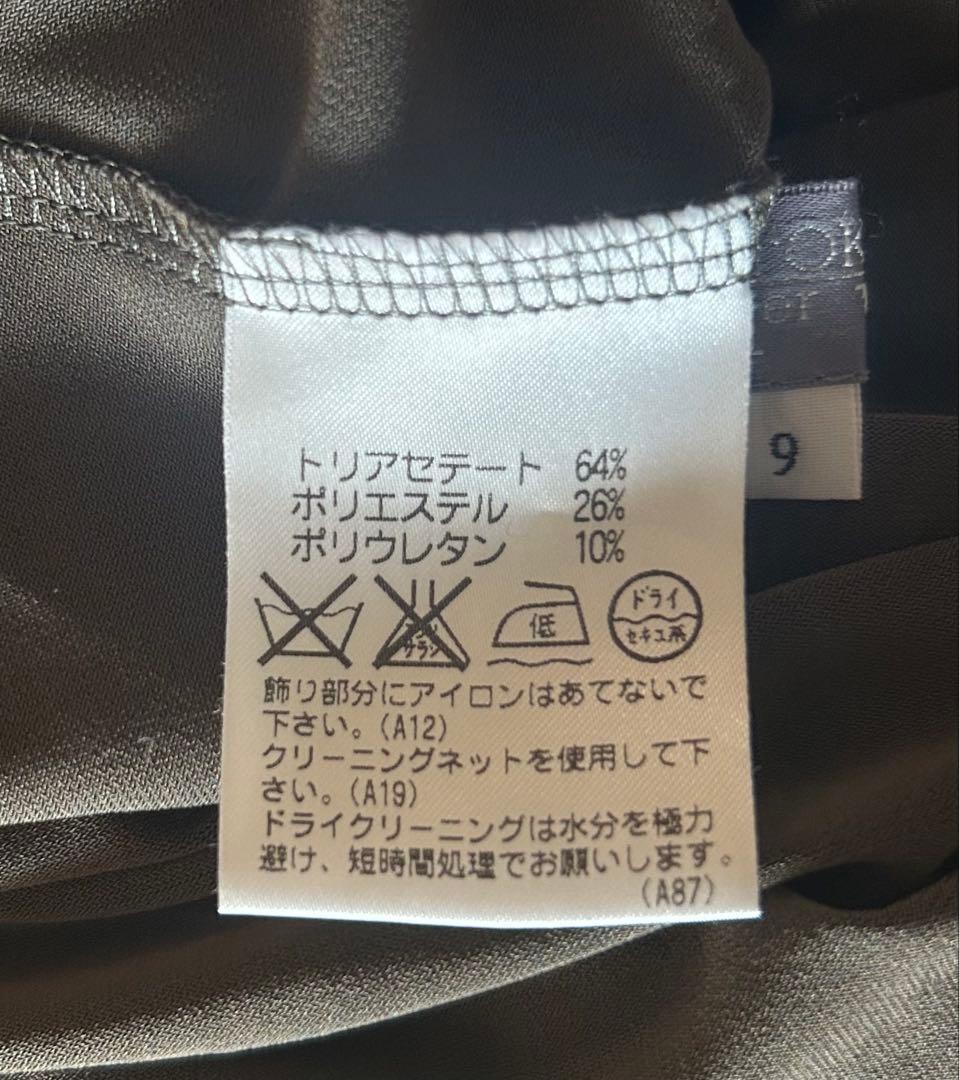 OK
er
9
トリアセテート 64%
ポリエステル 26%
ポリウレタン 10%
低
ドライ
セキユ系
飾り部分にアイロンはあてないで
下さい。(A12)
クリーニングネットを使用して下
さい。(A19)
ドライクリーニングは水分を極力
避け、短時間処理でお願いします。
(A87)